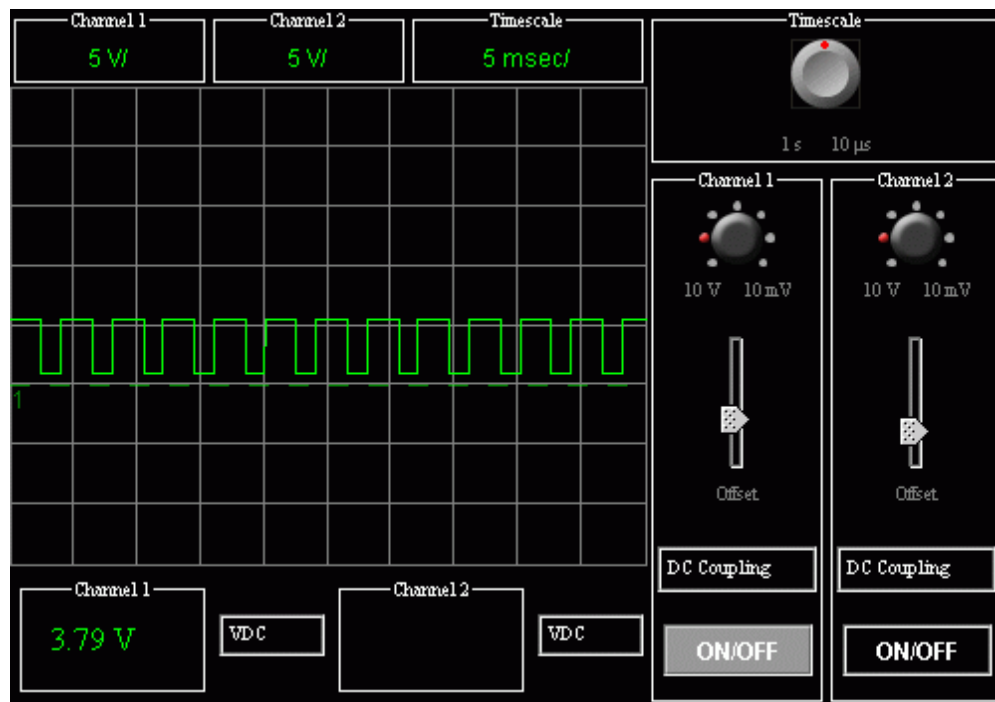 Channel 1
Channel 2
Timescale
5 V/
5 V/
5 msec/
Timescale
1 s 10 µs
Channel 1
10 V 10 mV
Offset
DC Coupling
ON/OFF
Channel 2
10 V 10 mV
Offset
DC Coupling
ON/OFF
1
Channel 1
3.79 V
VDC
Channel 2
VDC